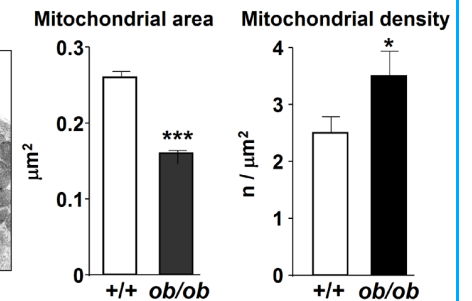 Mitochondrial area
0.3
0.2
0.1
0
μm²
***
+/+ ob/ob
Mitochondrial density
4
3
2
1
0
n / μm²
*
+/+ ob/ob